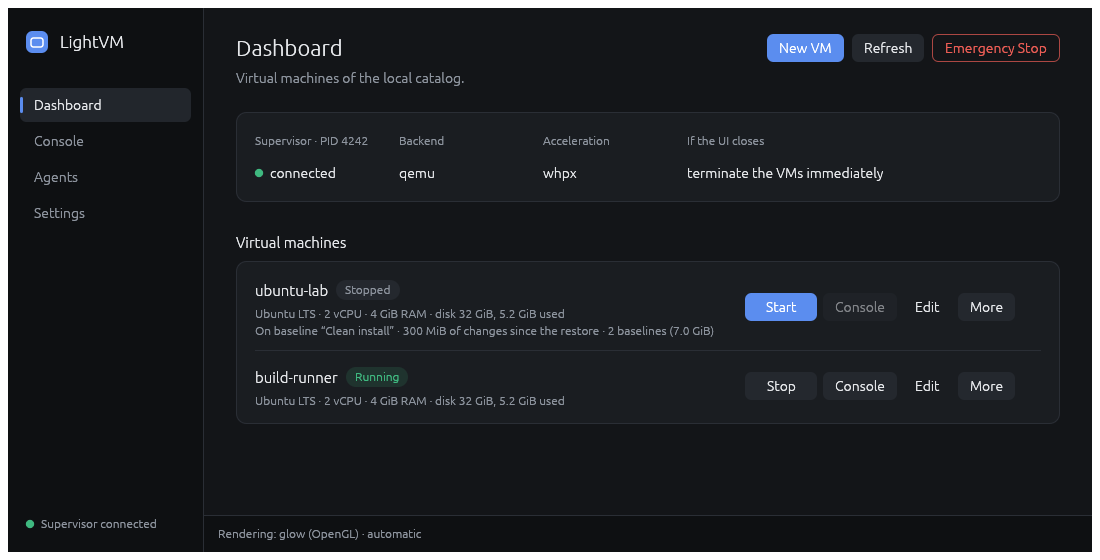 LightVM
Dashboard
Console
Agents
Settings
Supervisor connected
Dashboard
New VM
Refresh
Emergency Stop
Virtual machines of the local catalog.
Supervisor · PID 4242
Backend
Acceleration
If the UI closes
connected
qemu
whpx
terminate the VMs immediately
Virtual machines
ubuntu-lab
Stopped
Ubuntu LTS · 2 vCPU · 4 GiB RAM · disk 32 GiB, 5.2 GiB used
On baseline “Clean install” · 300 MiB of changes since the restore · 2 baselines (7.0 GiB)
Start
Console
Edit
More
build-runner
Running
Ubuntu LTS · 2 vCPU · 4 GiB RAM · disk 32 GiB, 5.2 GiB used
Stop
Console
Edit
More
Rendering: glow (OpenGL) · automatic